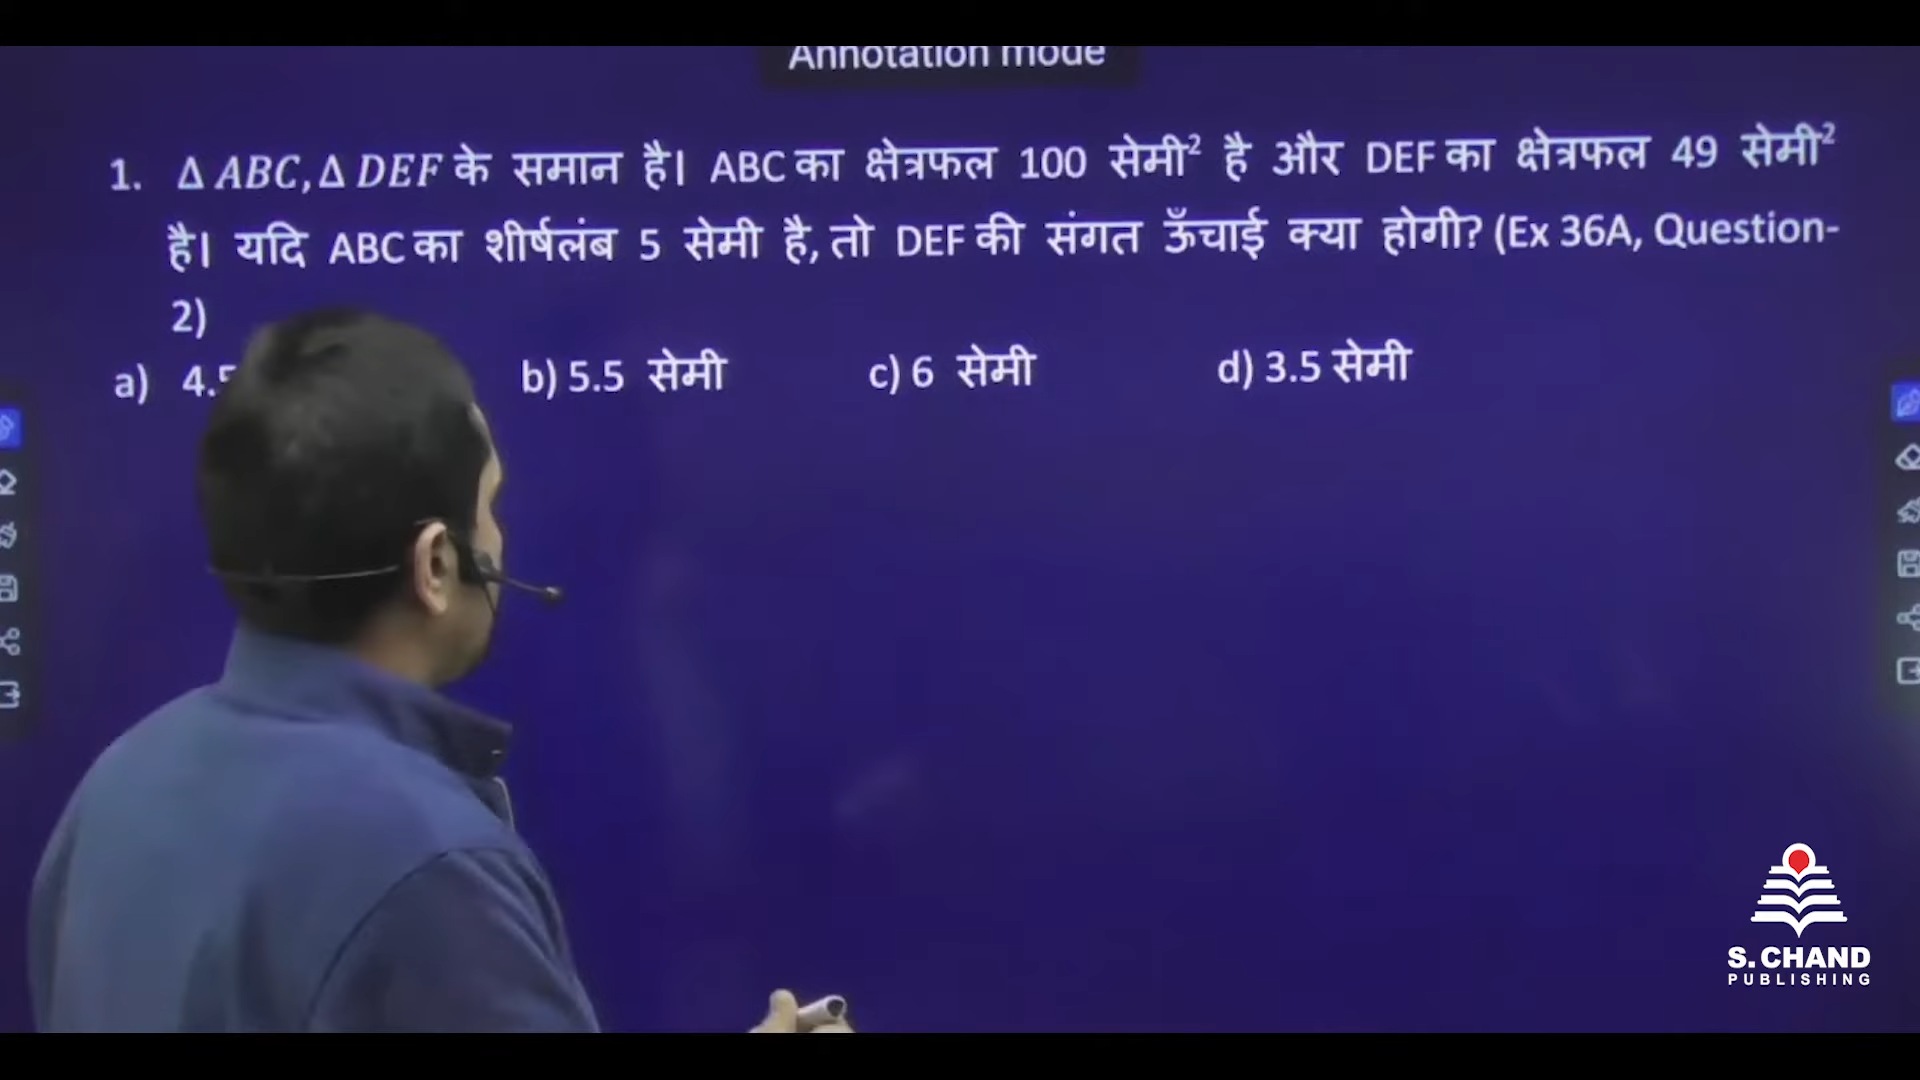 Annotation mode
1. Δ ABC, Δ DEF के समान है। ABC का क्षेत्रफल 100 सेमी² है और DEF का क्षेत्रफल 49 सेमी²
है। यदि ABC का शीर्षलंब 5 सेमी है, तो DEF की संगत ऊँचाई क्या होगी? (Ex 36A, Question-
2)
a) b) 5.5 सेमी c) 6 सेमी d) 3.5 सेमी
S. CHAND
PUBLISHING